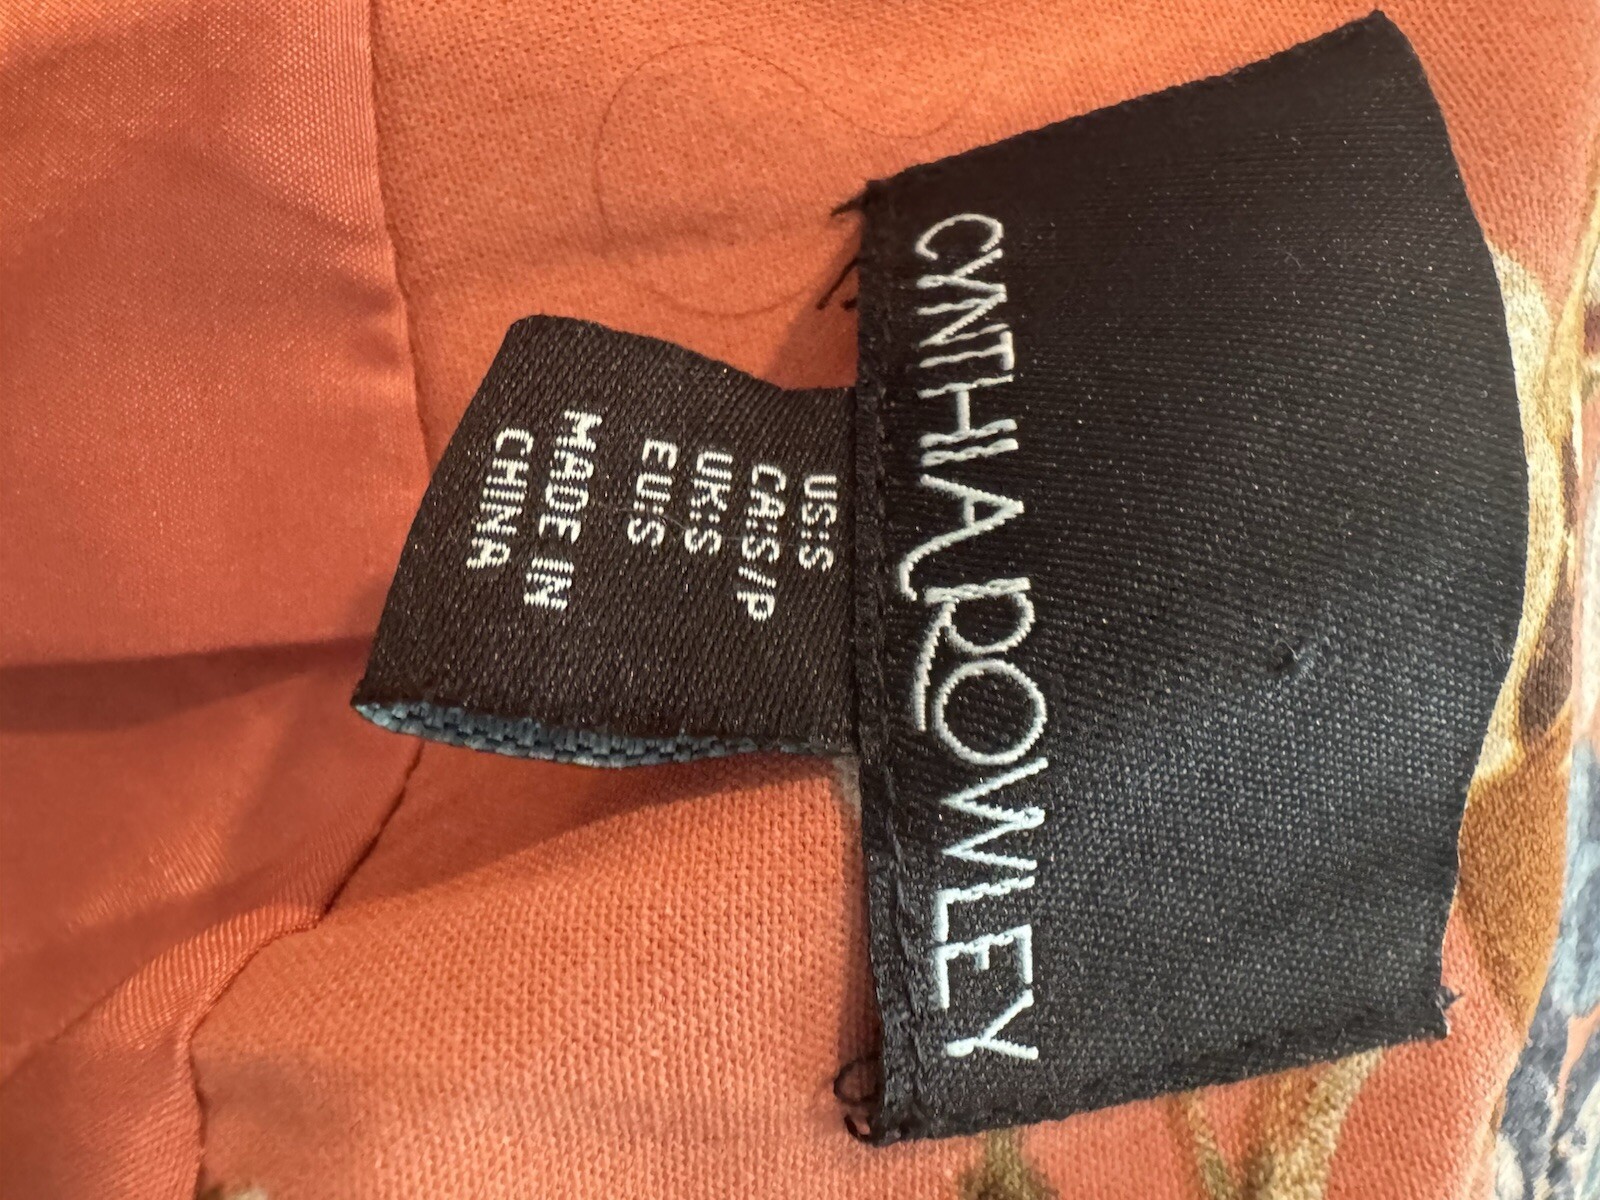 CYNTHIA ROWLEY
US:S
CA:S/P
UK:S
EU:S
MADE IN
CHINA